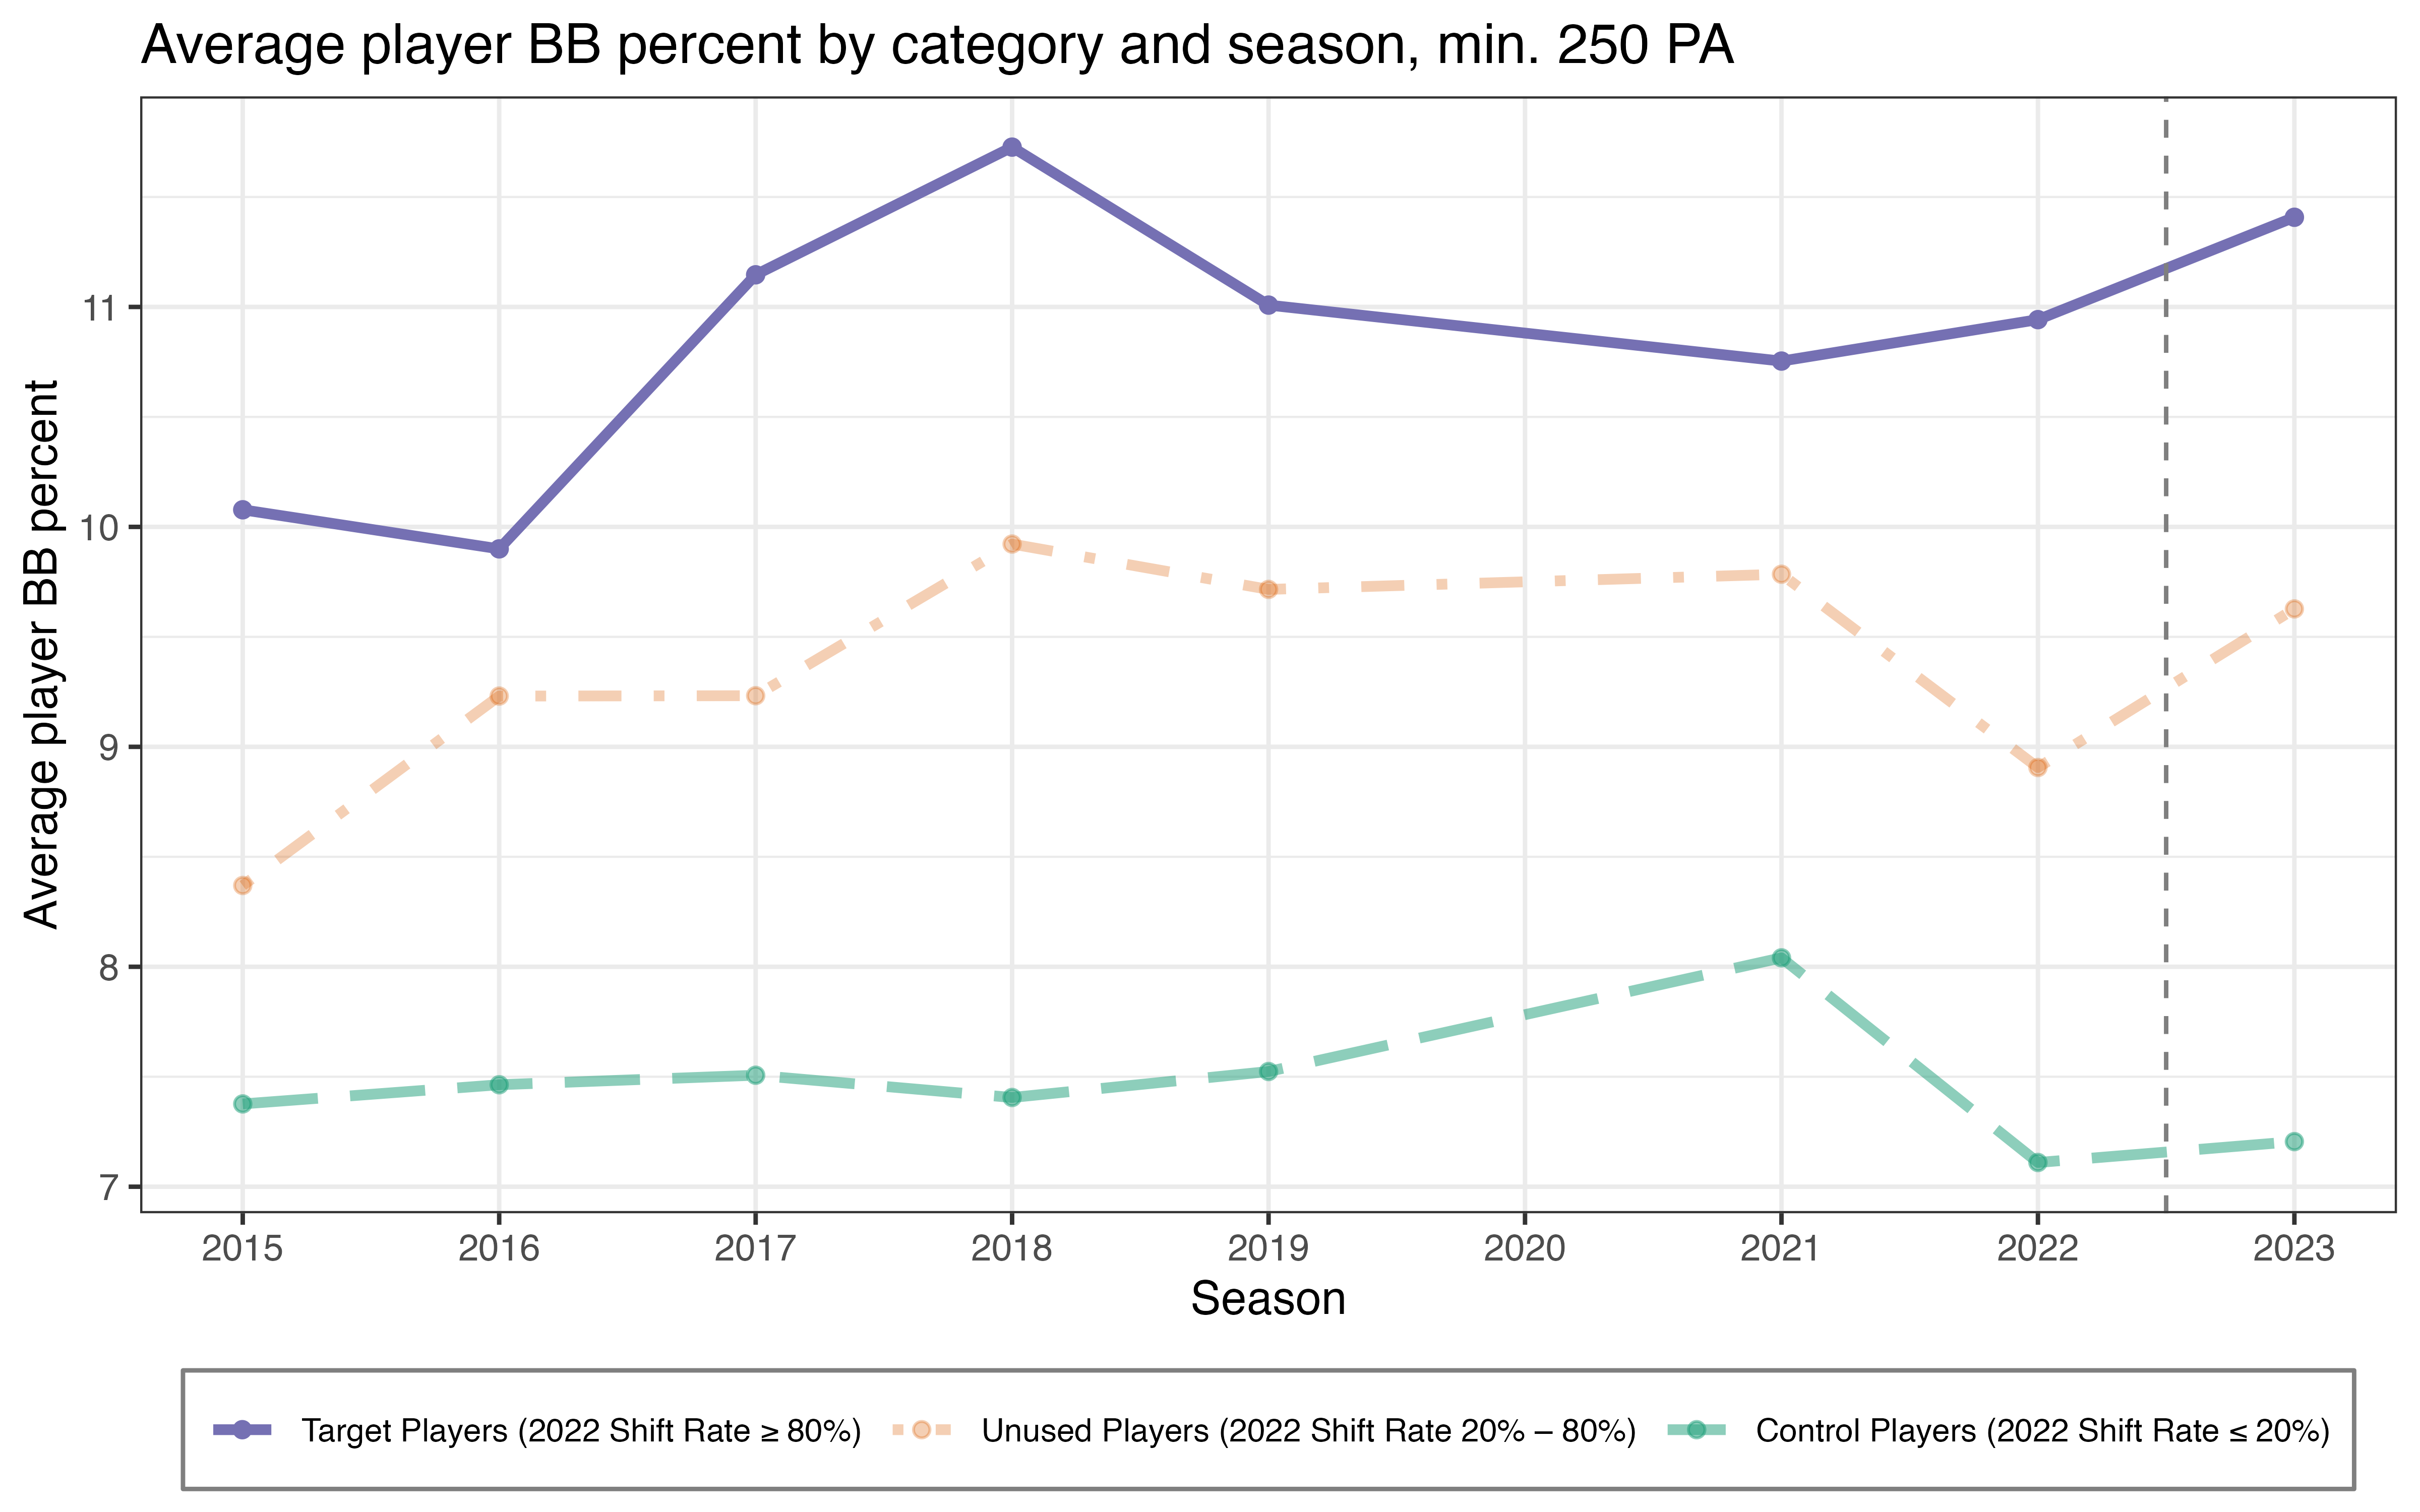 Average player BB percent by category and season, min. 250 PA
Average player BB percent
11
10
9
8
7
2015 2016 2017 2018 2019 2020 2021 2022 2023
Season
Target Players (2022 Shift Rate ≥ 80%) Unused Players (2022 Shift Rate 20% – 80%) Control Players (2022 Shift Rate ≤ 20%)